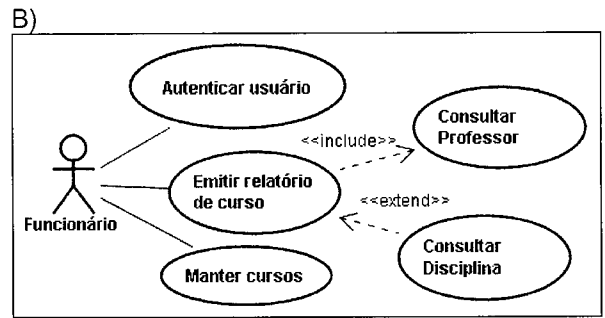 B)
Autenticar usuário
Consultar
Professor
<<include>>
Emitir relatório
de curso
<<extend>>
Funcionário
Consultar
Disciplina
Manter cursos